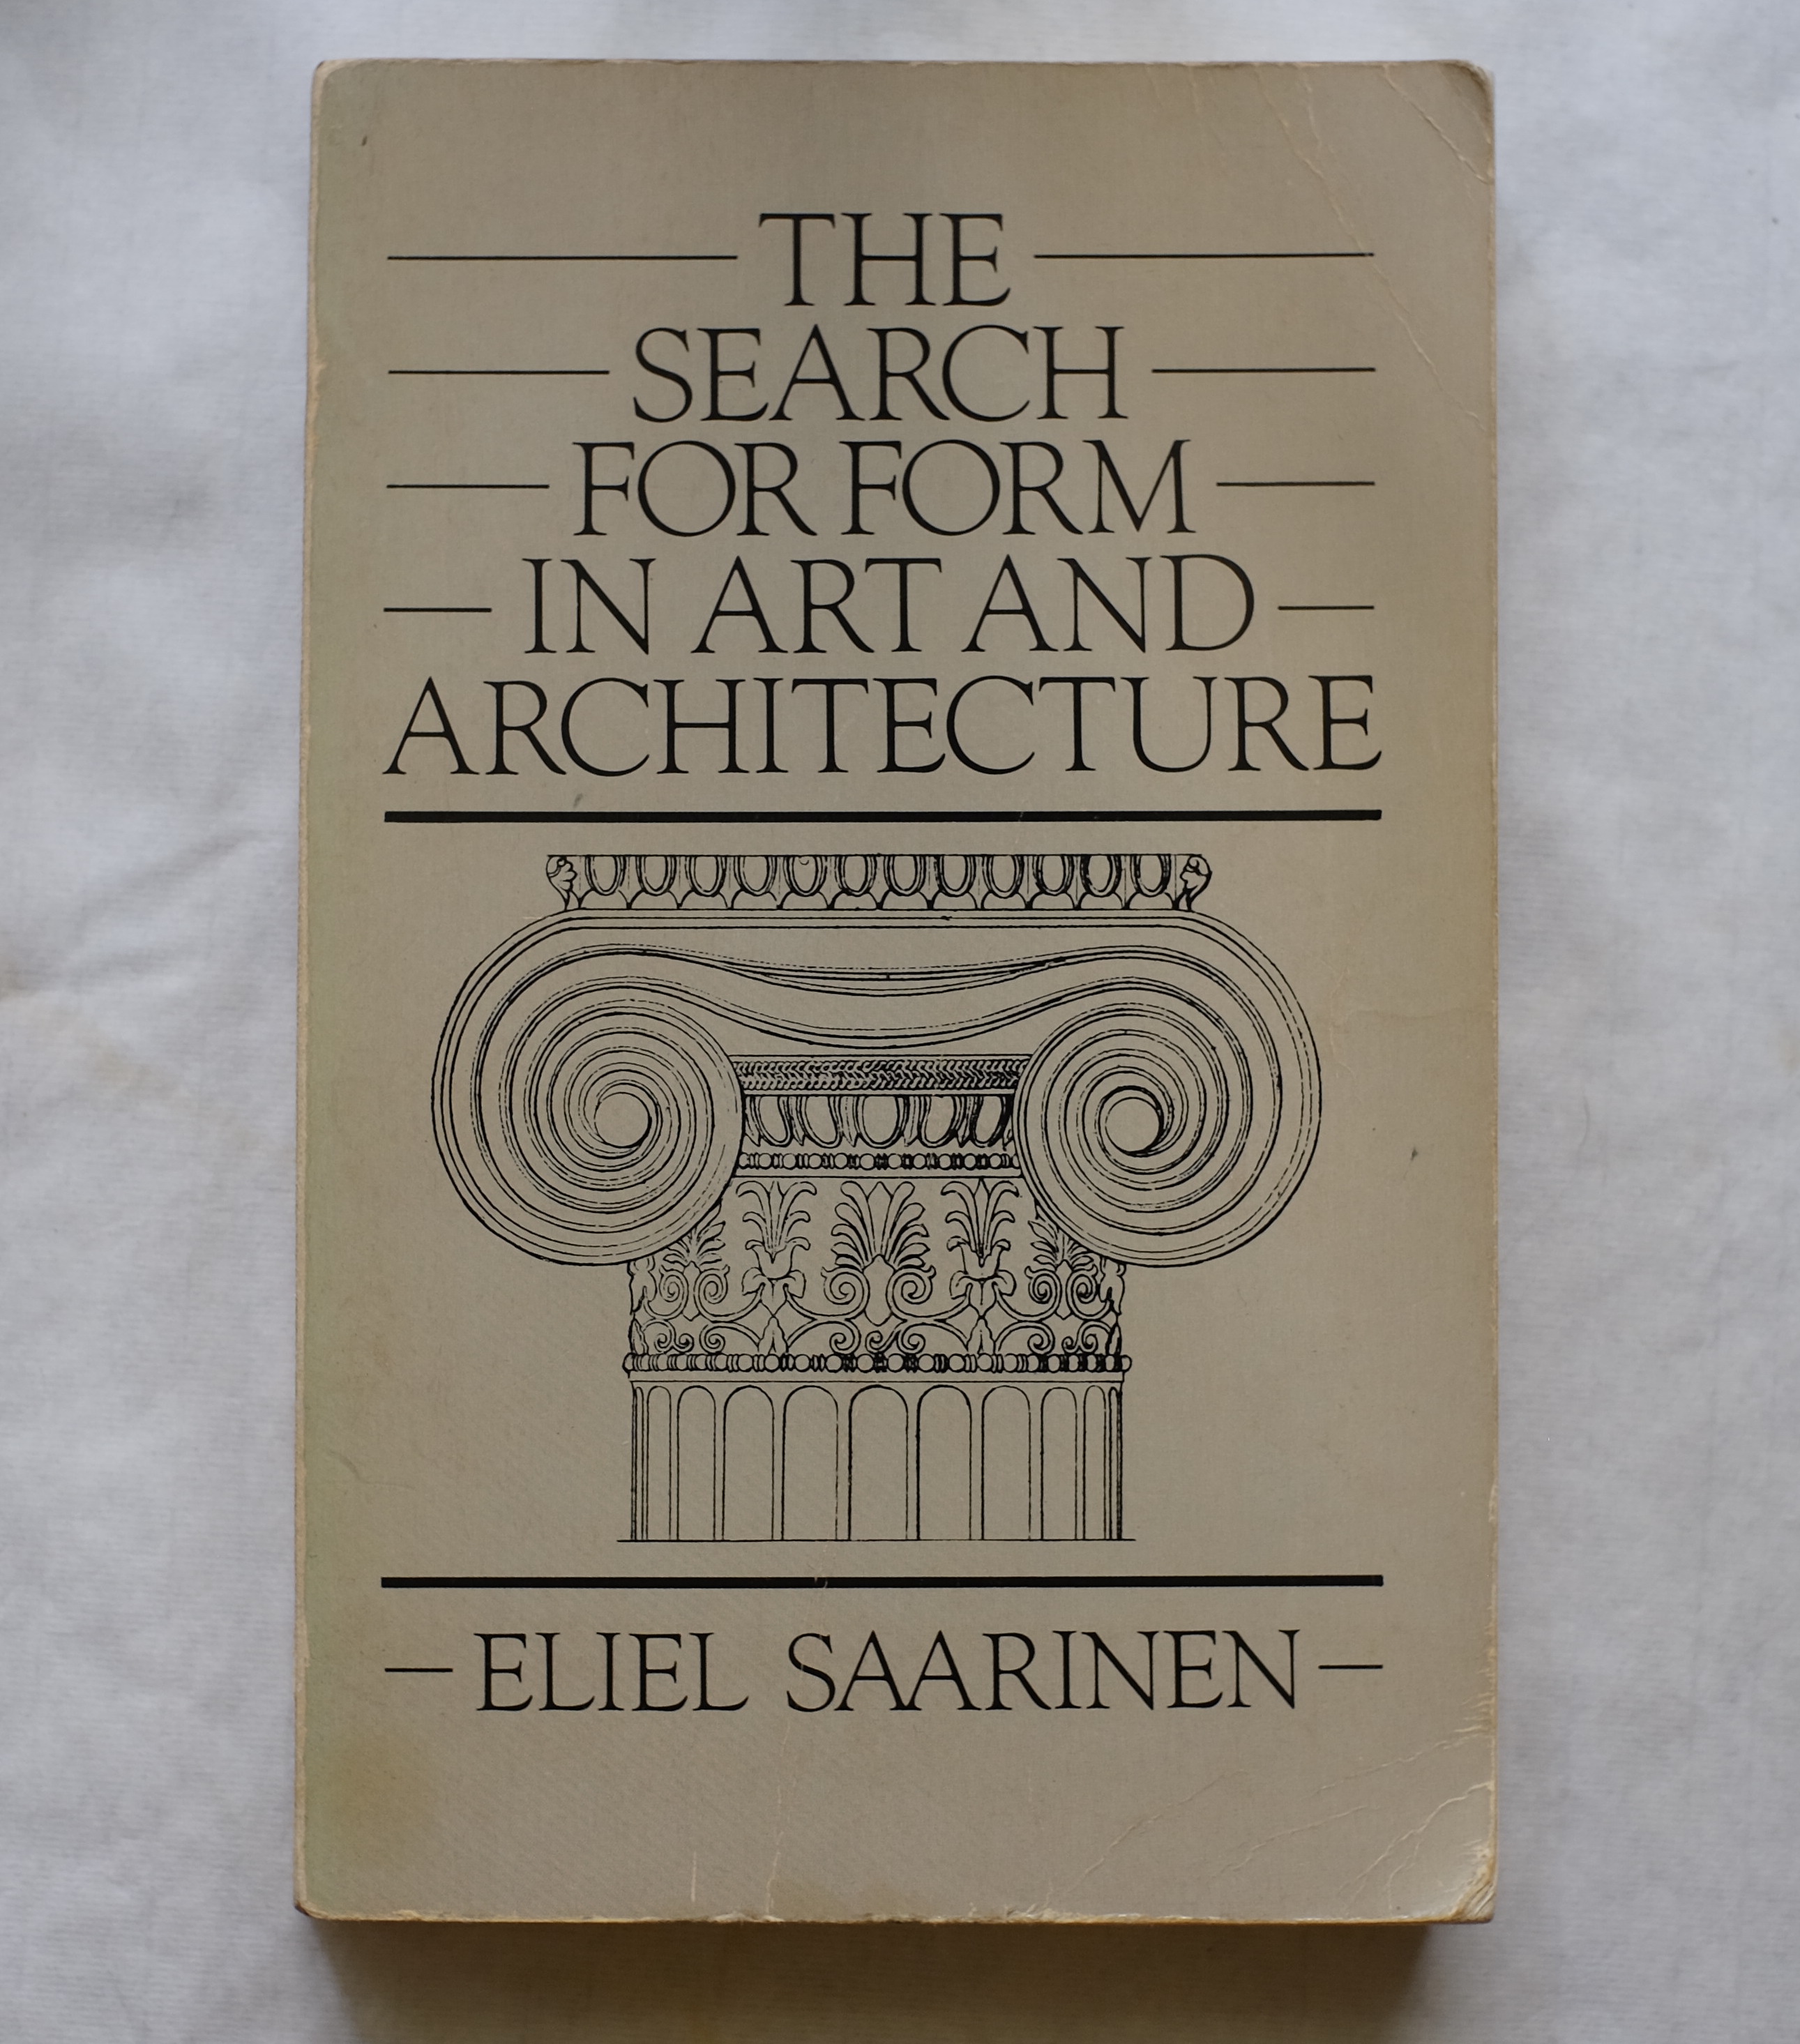 THE
SEARCH
FOR FORM
IN ART AND
ARCHITECTURE
ELIEL SAARINEN